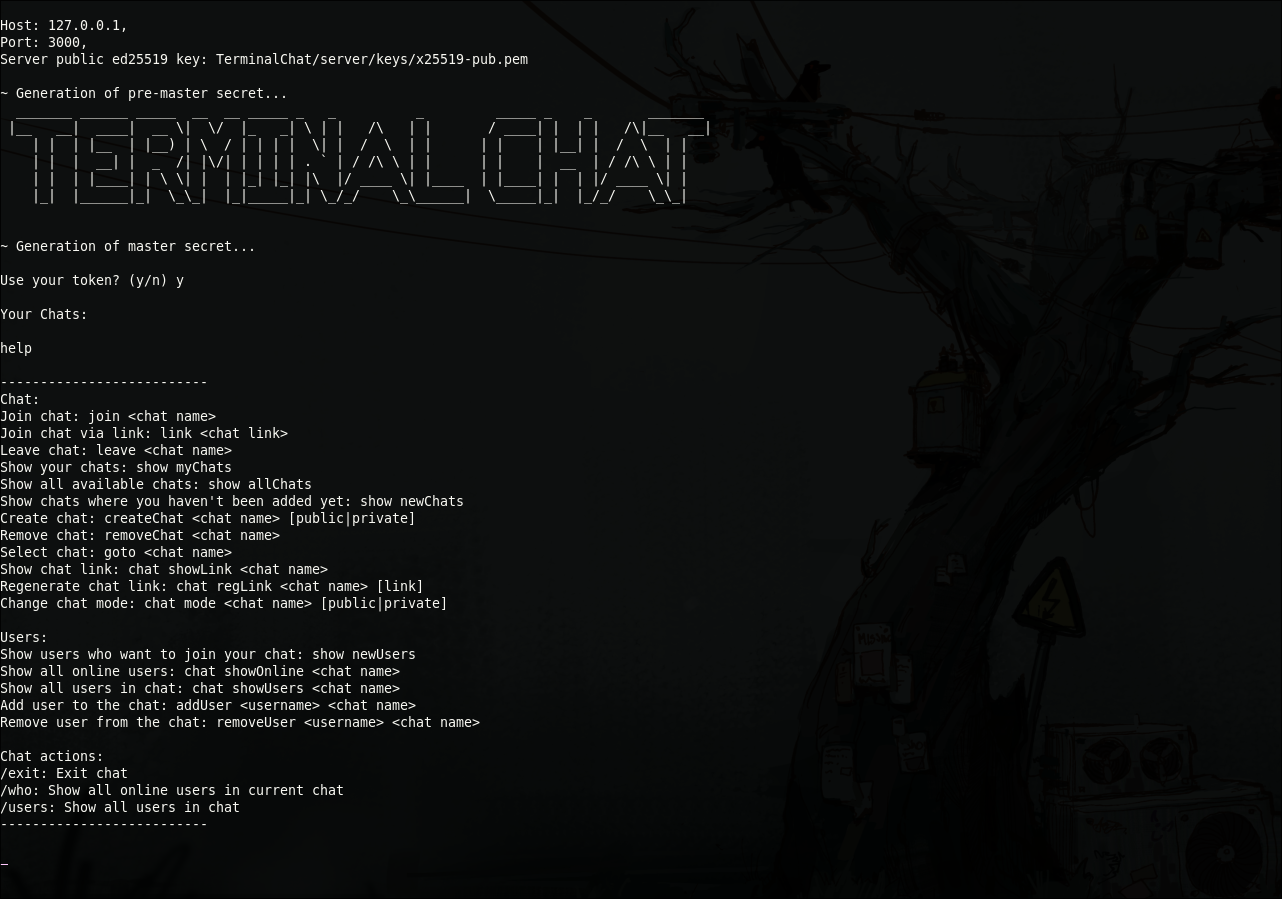 Host: 127.0.0.1,
Port: 3000,
Server public ed25519 key: TerminalChat/server/keys/x25519-pub.pem
~ Generation of pre-master secret...
TERMINAL CHAT
~ Generation of master secret...
Use your token? (y/n) y
Your Chats:
help
--------------------------
Chat:
Join chat: join <chat name>
Join chat via link: link <chat link>
Leave chat: leave <chat name>
Show your chats: show myChats
Show all available chats: show allChats
Show chats where you haven't been added yet: show newChats
Create chat: createChat <chat name> [public|private]
Remove chat: removeChat <chat name>
Select chat: goto <chat name>
Show chat link: chat showLink <chat name>
Regenerate chat link: chat regLink <chat name> [link]
Change chat mode: chat mode <chat name> [public|private]
Users:
Show users who want to join your chat: show newUsers
Show all online users: chat showOnline <chat name>
Show all users in chat: chat showUsers <chat name>
Add user to the chat: addUser <username> <chat name>
Remove user from the chat: removeUser <username> <chat name>
Chat actions:
/exit: Exit chat
/who: Show all online users in current chat
/users: Show all users in chat
--------------------------